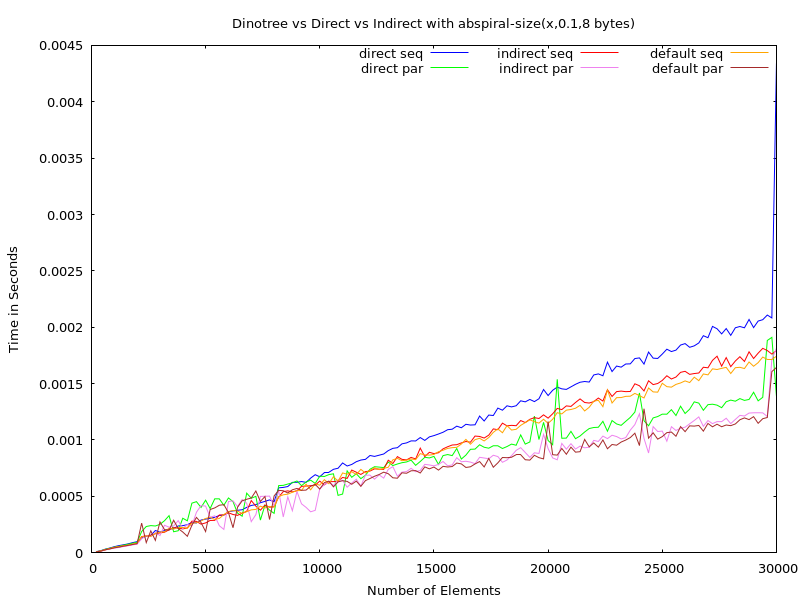 Dinotree vs Direct vs Indirect with abspiral-size(x,0.1,8 bytes)
direct seq indirect seq default seq
direct par indirect par default par
0.0045
0.004
0.0035
0.003
0.0025
0.002
0.0015
0.001
0.0005
0
Time in Seconds
0 5000 10000 15000 20000 25000 30000
Number of Elements